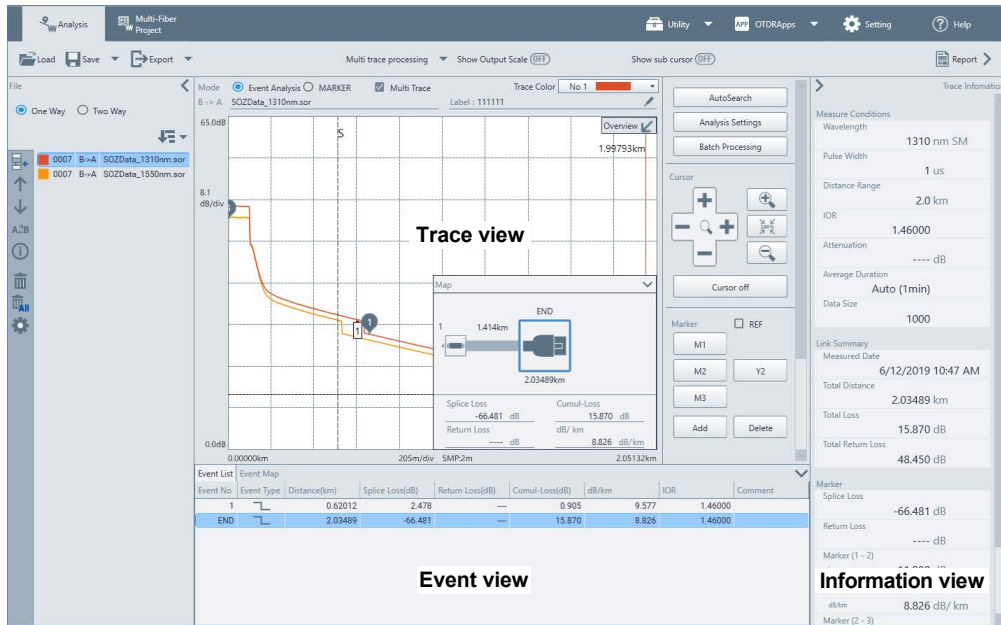 Analysis
Multi-Fiber
Project
Utility
APP OTDRApps
Setting
? Help
Load Save Export
Multi trace processing Show Output Scale OFF Show sub cursor OFF
Report
File
One Way Two Way
0007 B->A SOZData_1310nm.sor
0007 B->A SOZData_1550nm.sor
All
Mode Event Analysis MARKER Multi Trace Trace Color No 1
B -> A SOZData_1310nm.sor Label : 111111
65.0dB
S
Overview
1.99793km
8.1
dB/div
Trace view
1
1
0.0dB
0.00000km 205m/div SMP:2m 2.05132km
Map
END
1 1.414km
2.03489km
Splice Loss Cumul-Loss
-66.481 dB 15.870 dB
Return Loss dB/ km
---- dB 8.826 dB/km
AutoSearch
Analysis Settings
Batch Processing
Cursor
100%
Cursor off
Marker REF
M1
M2 Y2
M3
Add Delete
Event List Event Map
Event No Event Type Distance(km) Splice Loss(dB) Return Loss(dB) Cumul-Loss(dB) dB/km IOR Comment
1 0.62012 2.478 ---- 0.905 9.577 1.46000
END 2.03489 -66.481 ---- 15.870 8.826 1.46000
Event view
Trace Infomatio
Measure Conditions
Wavelength
1310 nm SM
Pulse Width
1 us
Distance Range
2.0 km
IOR
1.46000
Attenuation
---- dB
Average Duration
Auto (1min)
Data Size
1000
Link Summary
Measured Date
6/12/2019 10:47 AM
Total Distance
2.03489 km
Total Loss
15.870 dB
Total Return Loss
48.450 dB
Marker
Splice Loss
-66.481 dB
Return Loss
---- dB
Marker (1 - 2)
Information view
dB/km 8.826 dB/ km
Marker (2 - 3)